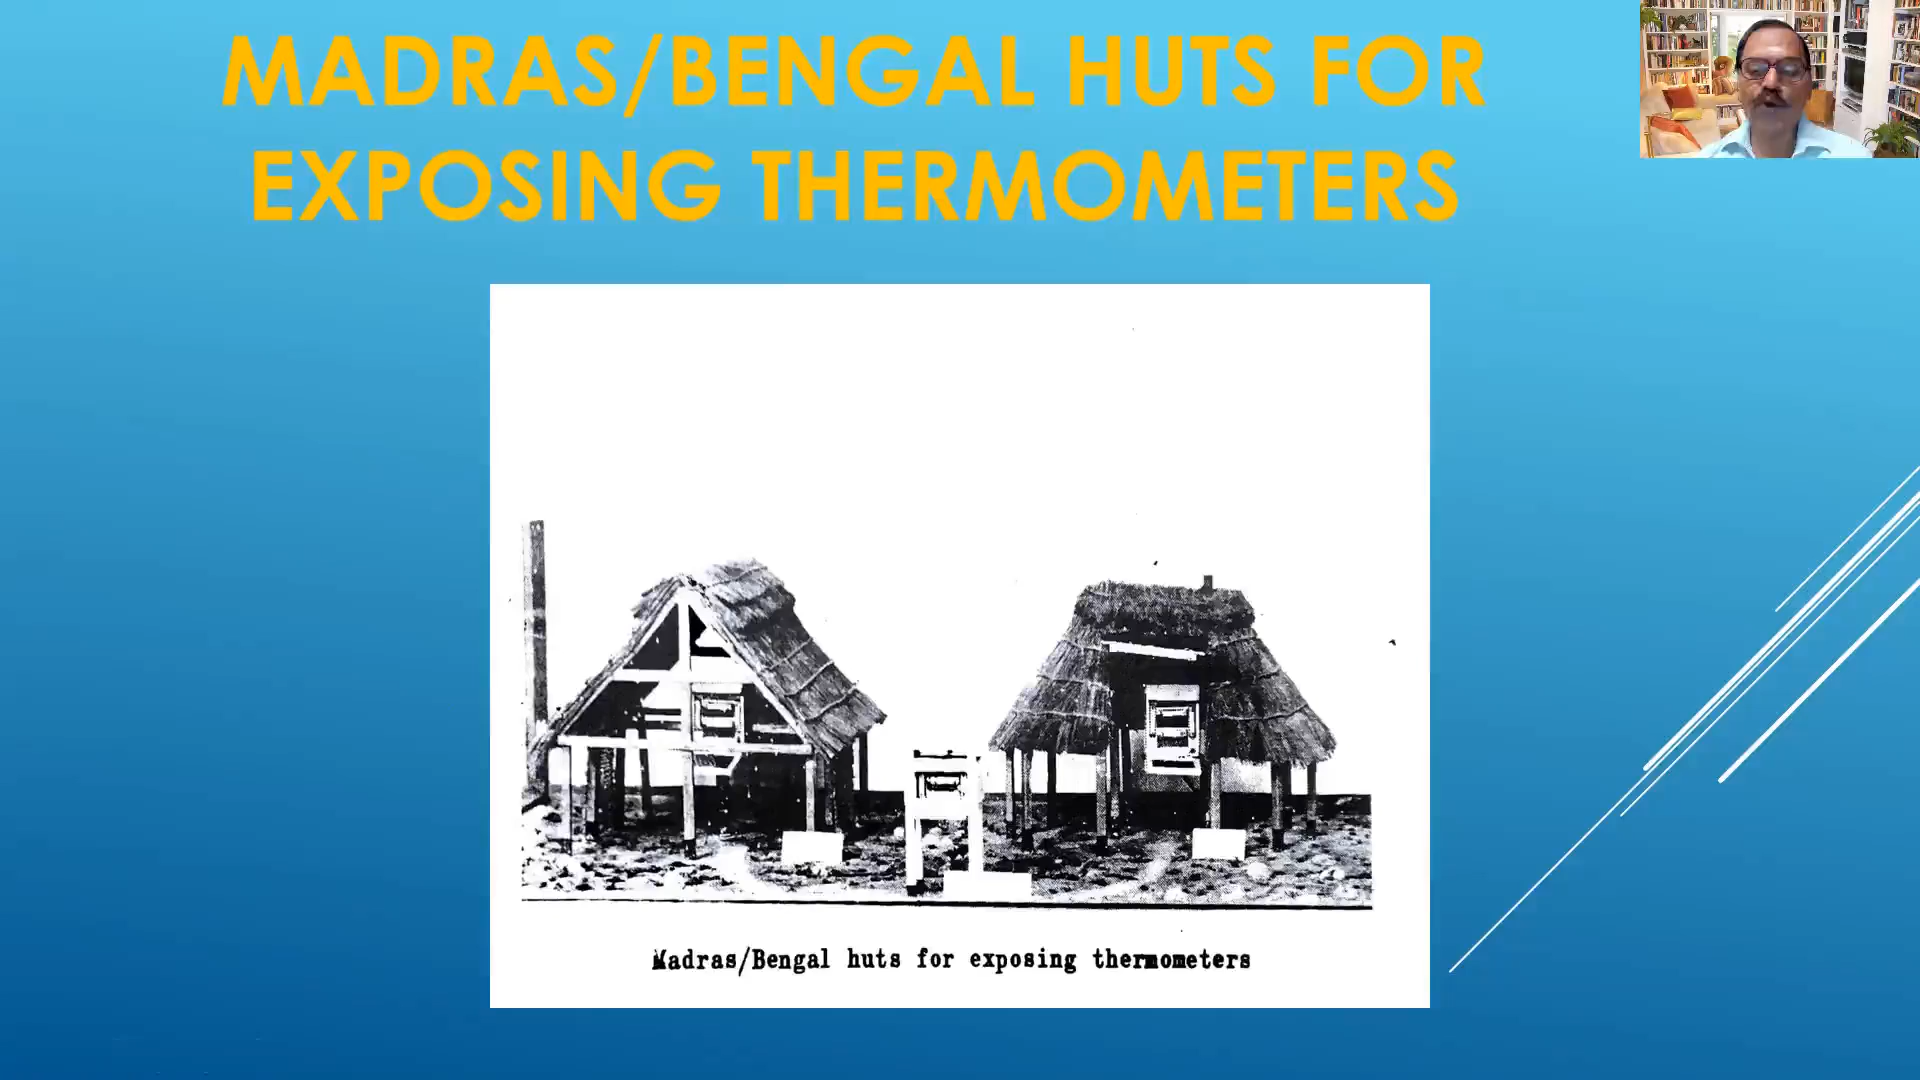 MADRAS/BENGAL HUTS FOR
EXPOSING THERMOMETERS
Madras/Bengal huts for exposing thermometers